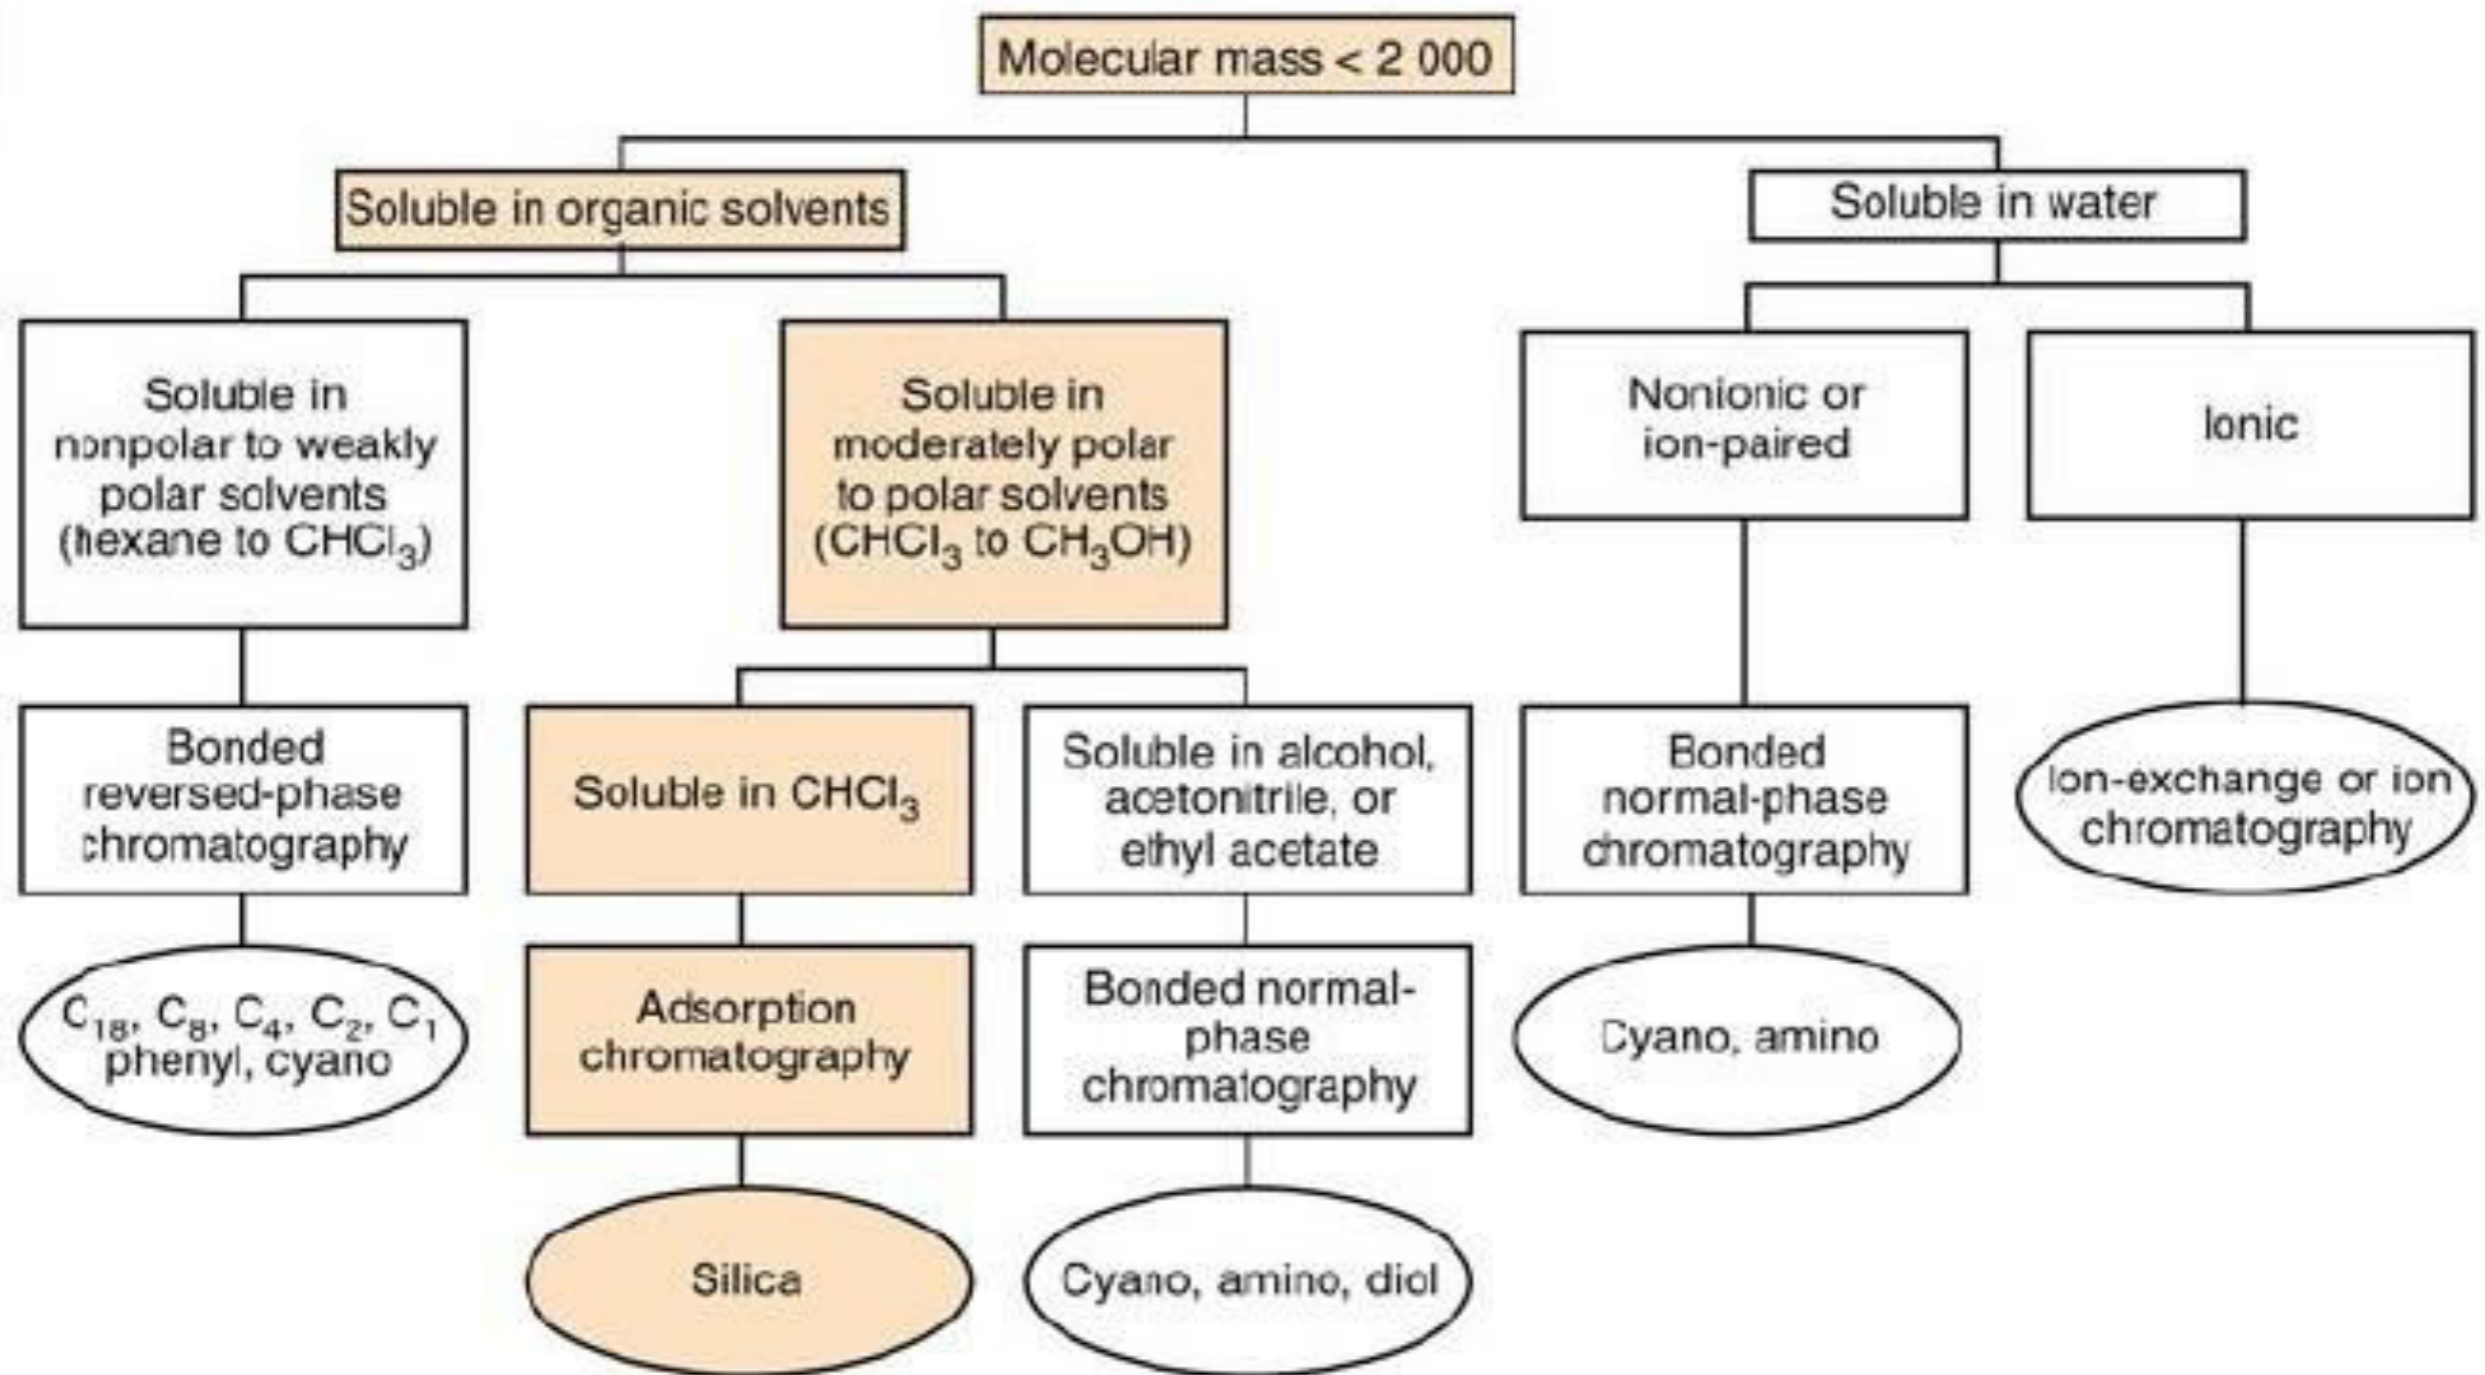 Molecular mass < 2 000
Soluble in organic solvents
Soluble in water
Soluble in
nonpolar to weakly
polar solvents
(hexane to CHCl₃)
Soluble in
moderately polar
to polar solvents
(CHCl₃ to CH₃OH)
Nonionic or
ion-paired
Ionic
Bonded
reversed-phase
chromatography
Soluble in CHCl₃
Soluble in alcohol,
acetonitrile, or
ethyl acetate
Bonded
normal-phase
chromatography
Ion-exchange or ion
chromatography
C₁₈, C₈, C₄, C₂, C₁
phenyl, cyano
Adsorption
chromatography
Bonded normal-
phase
chromatography
Cyano, amino
Silica
Cyano, amino, diol